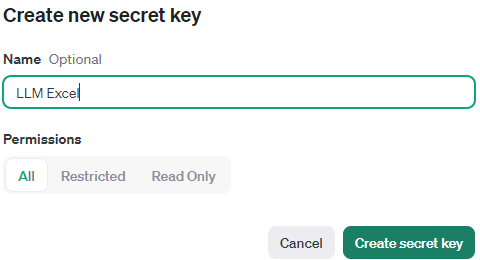 Create new secret key
Name Optional
LLM Excel
Permissions
All Restricted Read Only
Cancel Create secret key